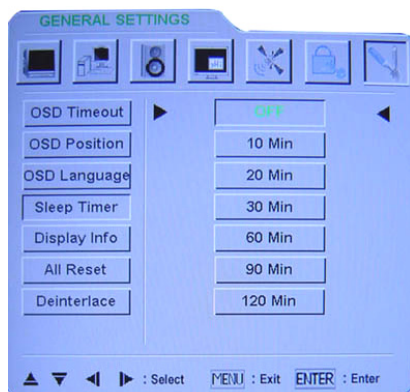 GENERAL SETTINGS
OSD Timeout OFF
OSD Position 10 Min
OSD Language 20 Min
Sleep Timer 30 Min
Display Info 60 Min
All Reset 90 Min
Deinterlace 120 Min
: Select MENU : Exit ENTER : Enter